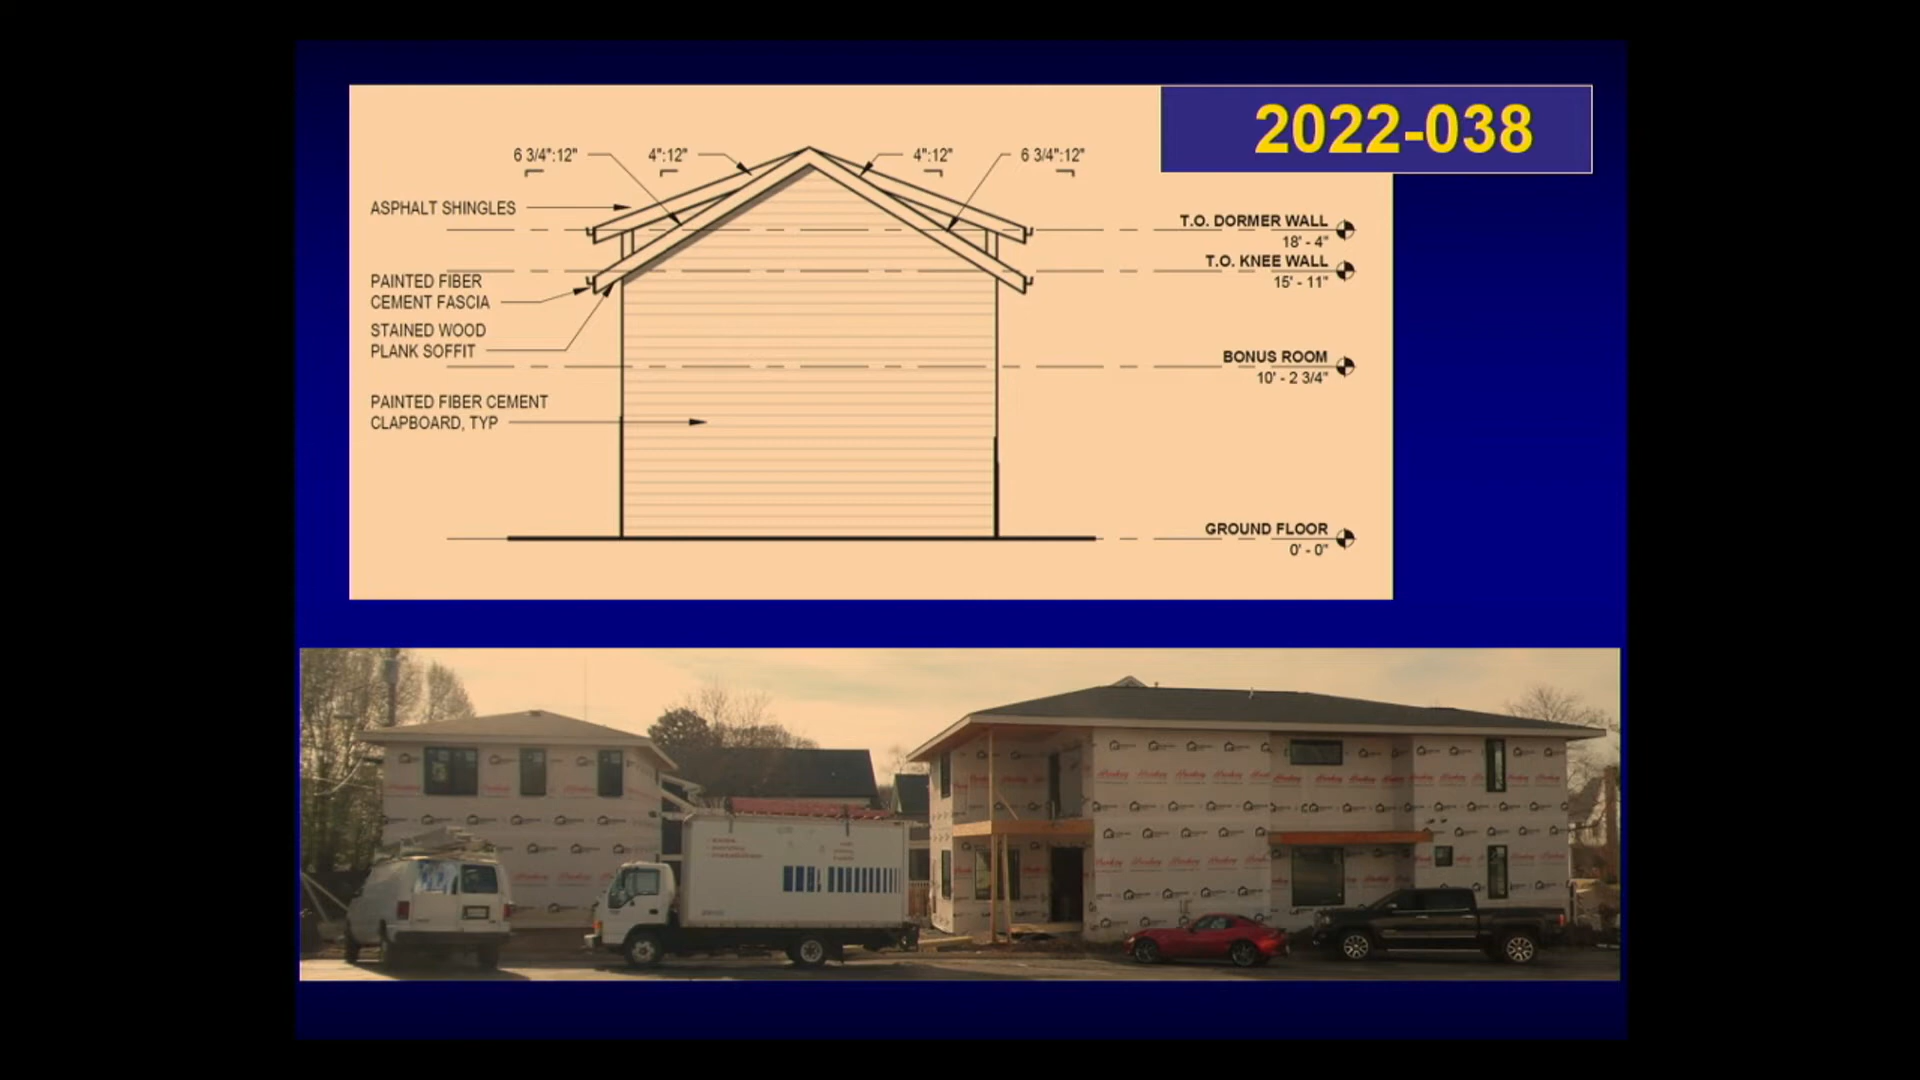 2022-038
6 3/4":12"
4":12"
4":12"
6 3/4":12"
ASPHALT SHINGLES
PAINTED FIBER
CEMENT FASCIA
STAINED WOOD
PLANK SOFFIT
PAINTED FIBER CEMENT
CLAPBOARD, TYP
T.O. DORMER WALL
18' - 4"
T.O. KNEE WALL
15' - 11"
BONUS ROOM
10' - 2 3/4"
GROUND FLOOR
0' - 0"